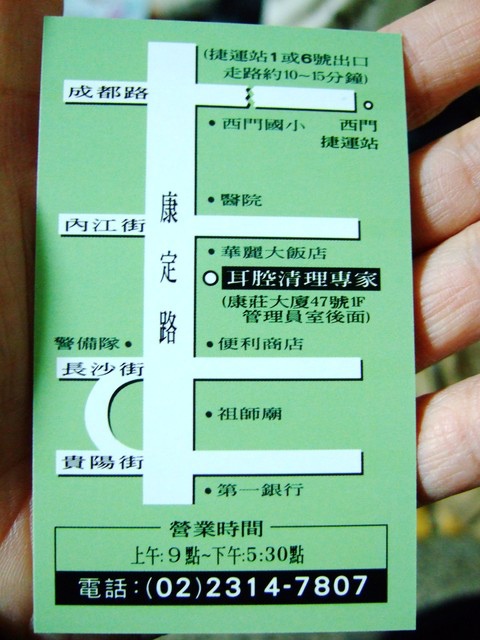 (捷運站1或6號出口
走路約10~15分鐘)
成都路
•西門國小
西門
捷運站
康定路
•醫院
內江街
•華麗大飯店
耳腔清理專家
(康莊大廈47號1F
管理員室後面)
警備隊•
•便利商店
長沙街
•祖師廟
貴陽街
•第一銀行
營業時間
上午:9點~下午:5:30點
電話:(02)2314-7807